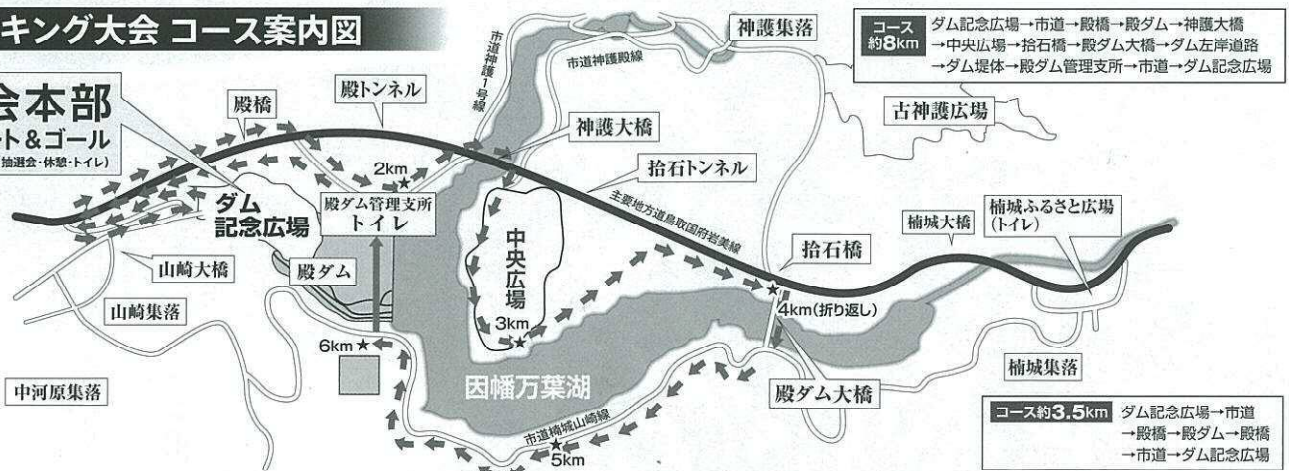 キング大会 コース案内図
会本部
ート&ゴール
(抽選会・休憩・トイレ)
殿橋
殿トンネル
市道神護1号線
市道神護殿線
神護集落
コース
約8km
ダム記念広場→市道→殿橋→殿ダム→神護大橋
→中央広場→拾石橋→殿ダム大橋→ダム左岸道路
→ダム堤体→殿ダム管理支所→市道→ダム記念広場
古神護広場
神護大橋
2km
拾石トンネル
主要地方道鳥取国府岩美線
ダム
記念広場
殿ダム管理支所
トイレ
中央広場
楠城大橋
楠城ふるさと広場
(トイレ)
拾石橋
山崎大橋
殿ダム
山崎集落
3km
4km(折り返し)
6km
中河原集落
因幡万葉湖
殿ダム大橋
楠城集落
市道楠城山崎線
5km
コース約3.5km
ダム記念広場→市道
→殿橋→殿ダム→殿橋
→市道→ダム記念広場